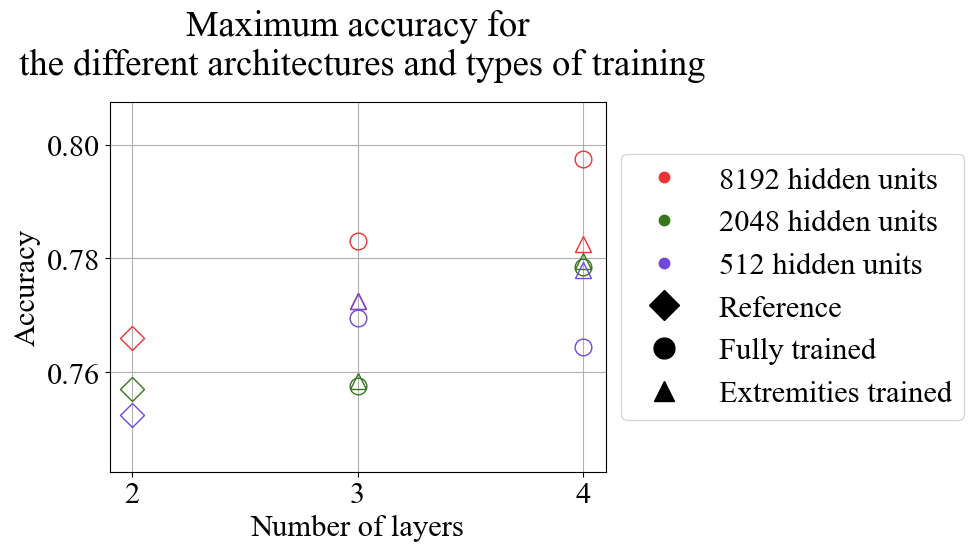 Maximum accuracy for
the different architectures and types of training
0.80
0.78
0.76
Accuracy
2 3 4
Number of layers
8192 hidden units
2048 hidden units
512 hidden units
Reference
Fully trained
Extremities trained